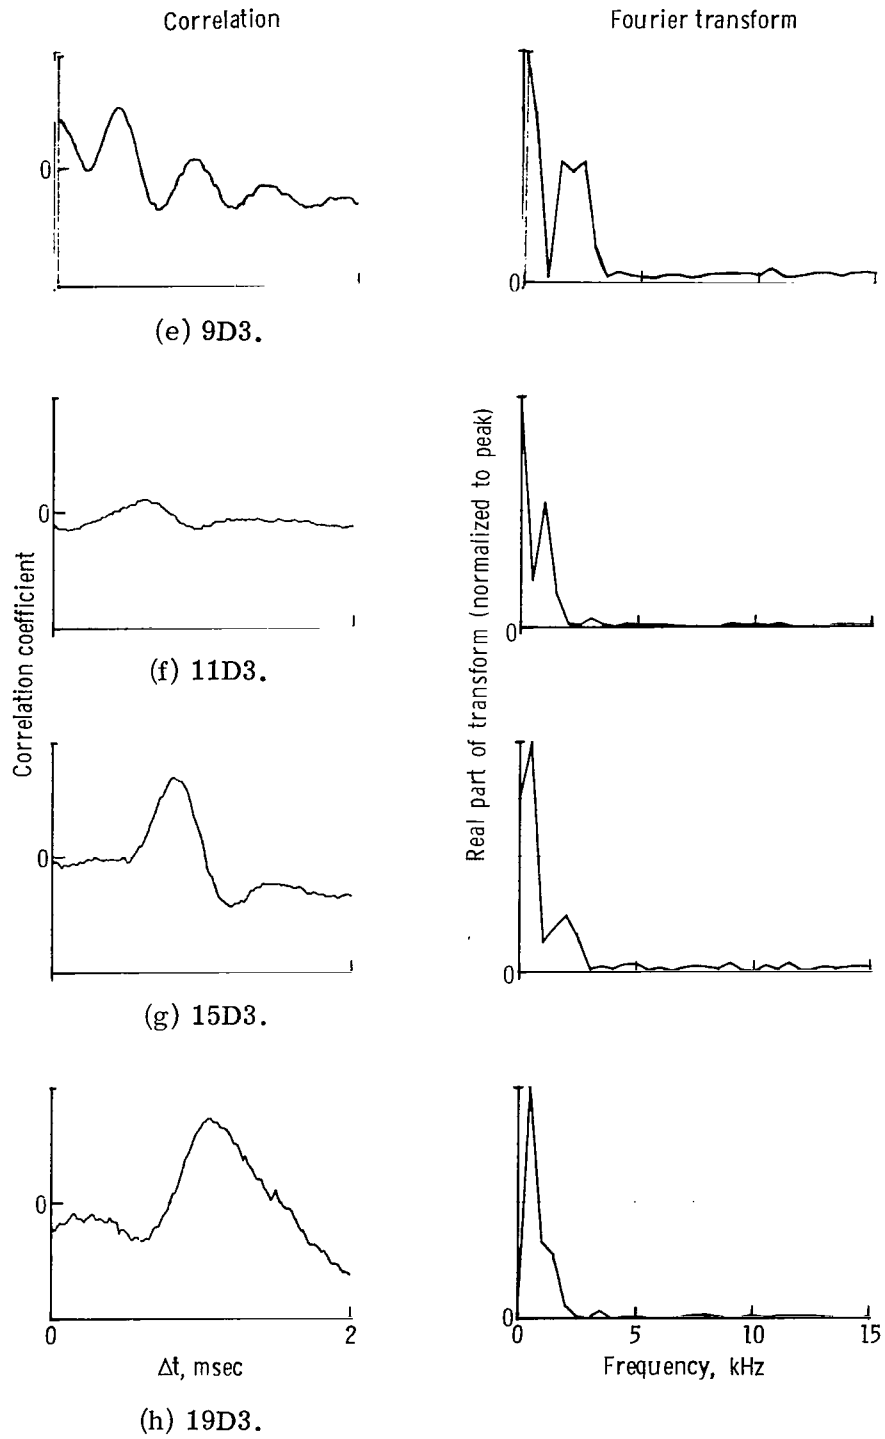 Correlation
Fourier transform
0
0
(e) 9D3.
Correlation coefficient
Real part of transform (normalized to peak)
0
0
(f) 11D3.
0
0
(g) 15D3.
0
0
0
2
0
5
10
15
Δt, msec
Frequency, kHz
(h) 19D3.